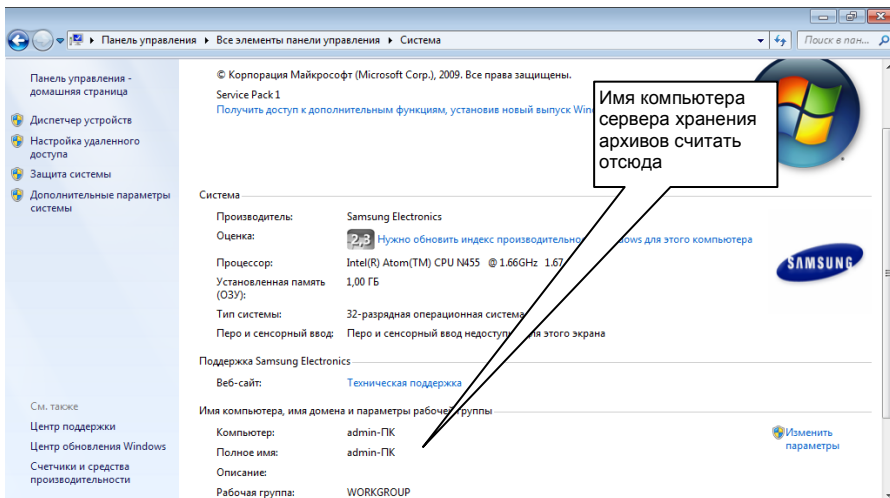 Панель управления ▸ Все элементы панели управления ▸ Система
Поиск в пан...
Панель управления -
домашняя страница
Диспетчер устройств
Настройка удаленного
доступа
Защита системы
Дополнительные параметры
системы
См. также
Центр поддержки
Центр обновления Windows
Счетчики и средства
производительности
© Корпорация Майкрософт (Microsoft Corp.), 2009. Все права защищены.
Service Pack 1
Получить доступ к дополнительным функциям, установив новый выпуск
Имя компьютера
сервера хранения
архивов считать
отсюда
Система
Производитель: Samsung Electronics
Оценка: 2,3 Нужно обновить индекс для этого компьютера
Процессор: Intel(R) Atom(TM) CPU N455 @ 1.66GHz 1.67
Установленная память
(ОЗУ): 1,00 ГБ
Тип системы: 32-разрядная операционная система
Перо и сенсорный ввод: Перо и сенсорный ввод для этого экрана
SAMSUNG
Поддержка Samsung Electronics
Веб-сайт: Техническая поддержка
Имя компьютера, имя домена и параметры рабочей группы
Компьютер: admin-ПК
Изменить
параметры
Полное имя: admin-ПК
Описание:
Рабочая группа: WORKGROUP